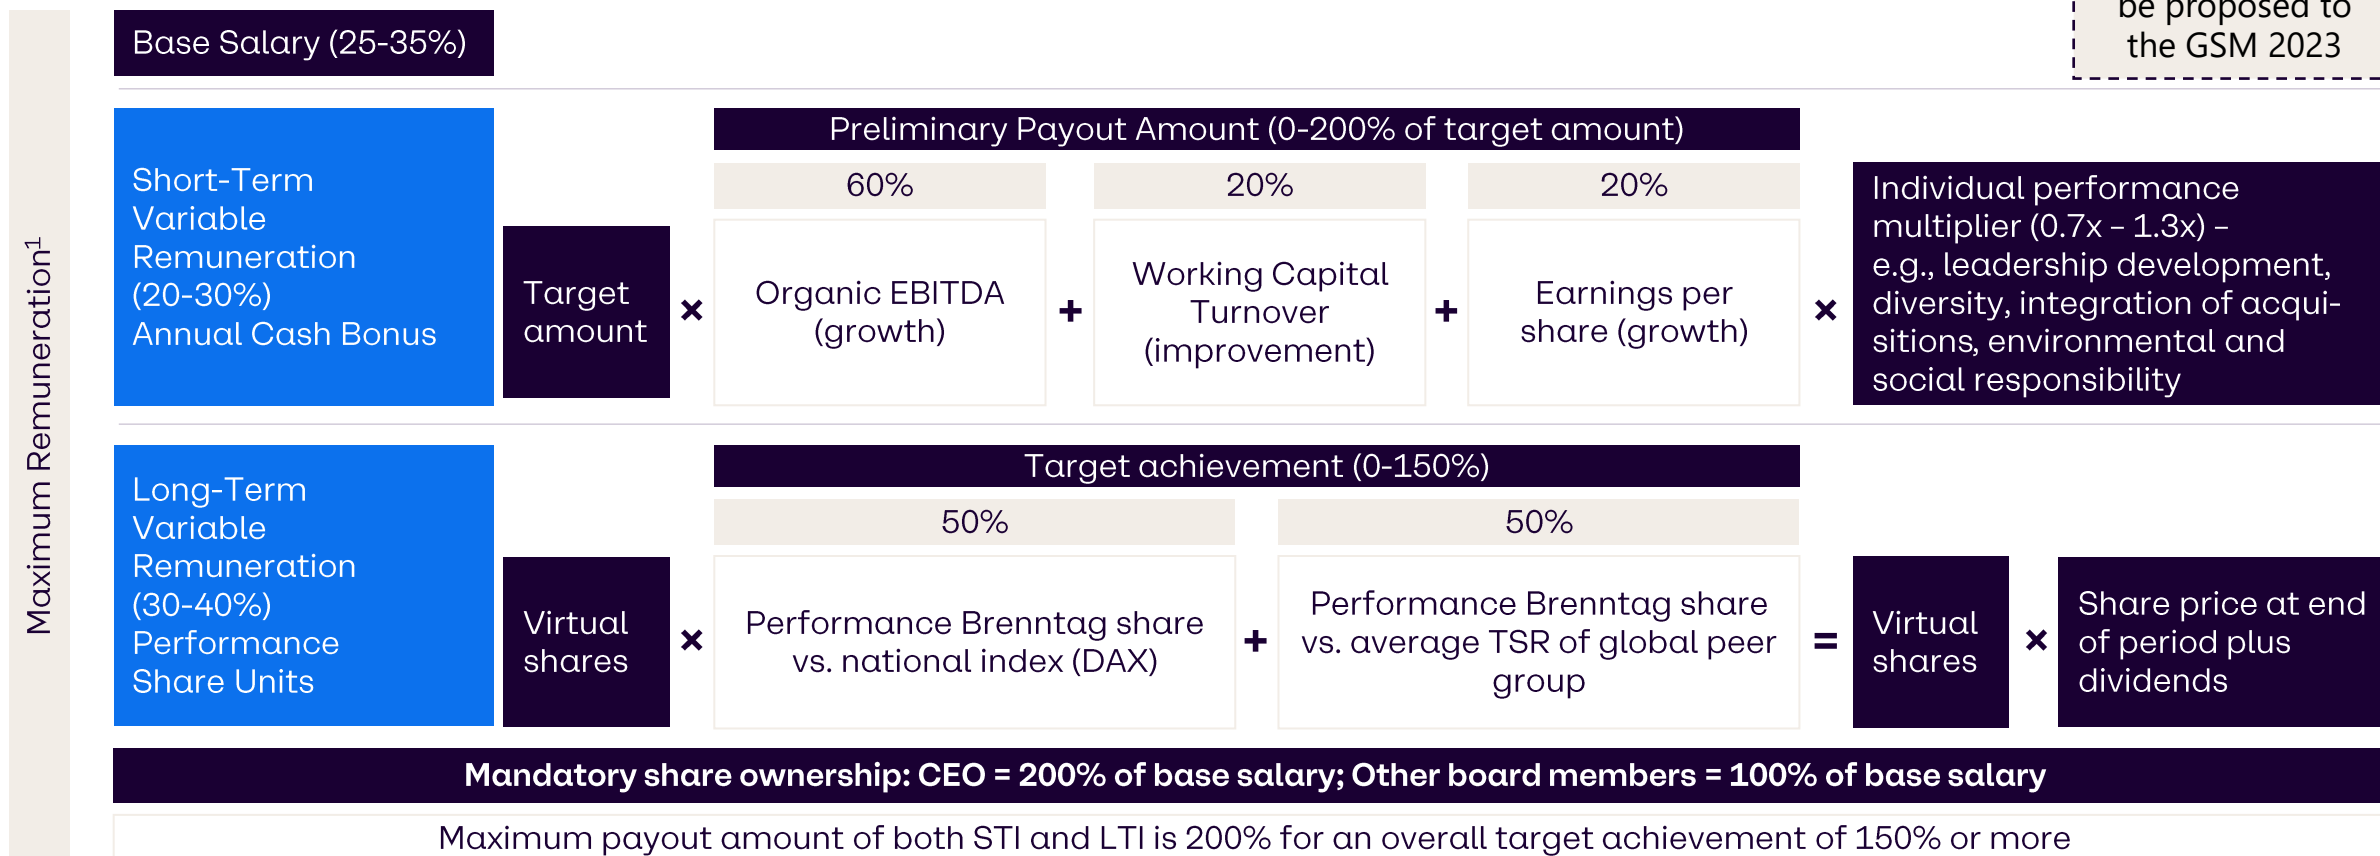 be proposed to
the GSM 2023
Maximum Remuneration1
Base Salary (25-35%)
Short-Term
Variable
Remuneration
(20-30%)
Annual Cash Bonus
Target
amount
×
Preliminary Payout Amount (0-200% of target amount)
60%
Organic EBITDA
(growth)
+
20%
Working Capital
Turnover
(improvement)
+
20%
Earnings per
share (growth)
×
Individual performance
multiplier (0.7x – 1.3x) –
e.g., leadership development,
diversity, integration of acqui-
sitions, environmental and
social responsibility
Long-Term
Variable
Remuneration
(30-40%)
Performance
Share Units
Virtual
shares
×
Target achievement (0-150%)
50%
Performance Brenntag share
vs. national index (DAX)
+
50%
Performance Brenntag share
vs. average TSR of global peer
group
=
Virtual
shares
×
Share price at end
of period plus
dividends
Mandatory share ownership: CEO = 200% of base salary; Other board members = 100% of base salary
Maximum payout amount of both STI and LTI is 200% for an overall target achievement of 150% or more